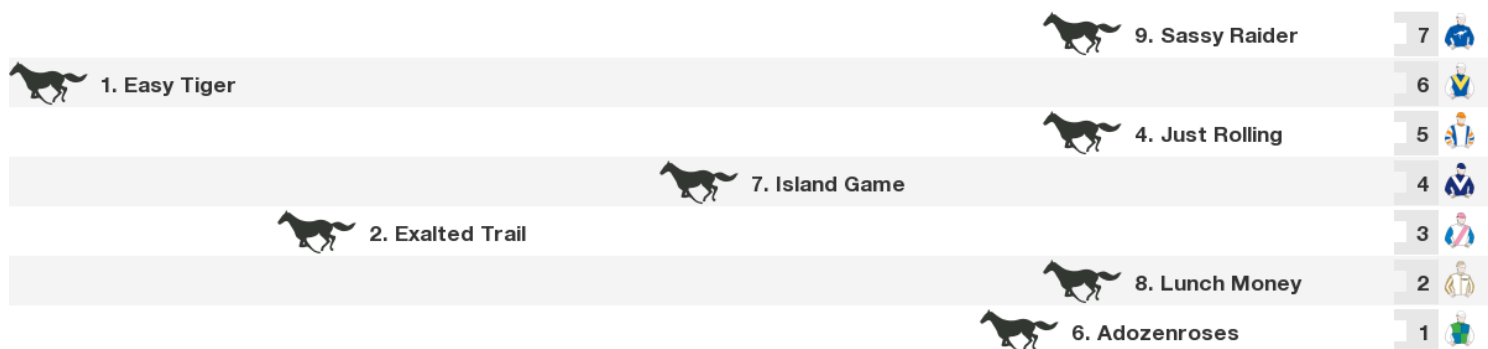 9. Sassy Raider 7
1. Easy Tiger 6
4. Just Rolling 5
7. Island Game 4
2. Exalted Trail 3
8. Lunch Money 2
6. Adozenroses 1